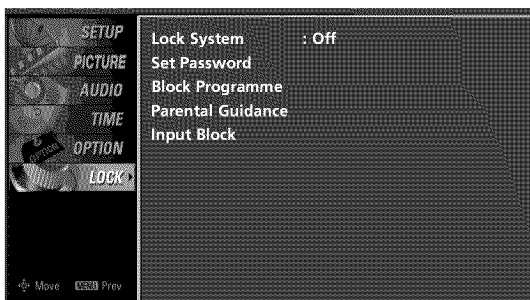 SETUP
PICTURE
AUDIO
TIME
OPTION
OPTION
LOCK
Lock System : Off
Set Password
Block Programme
Parental Guidance
Input Block
Move MENU Prev